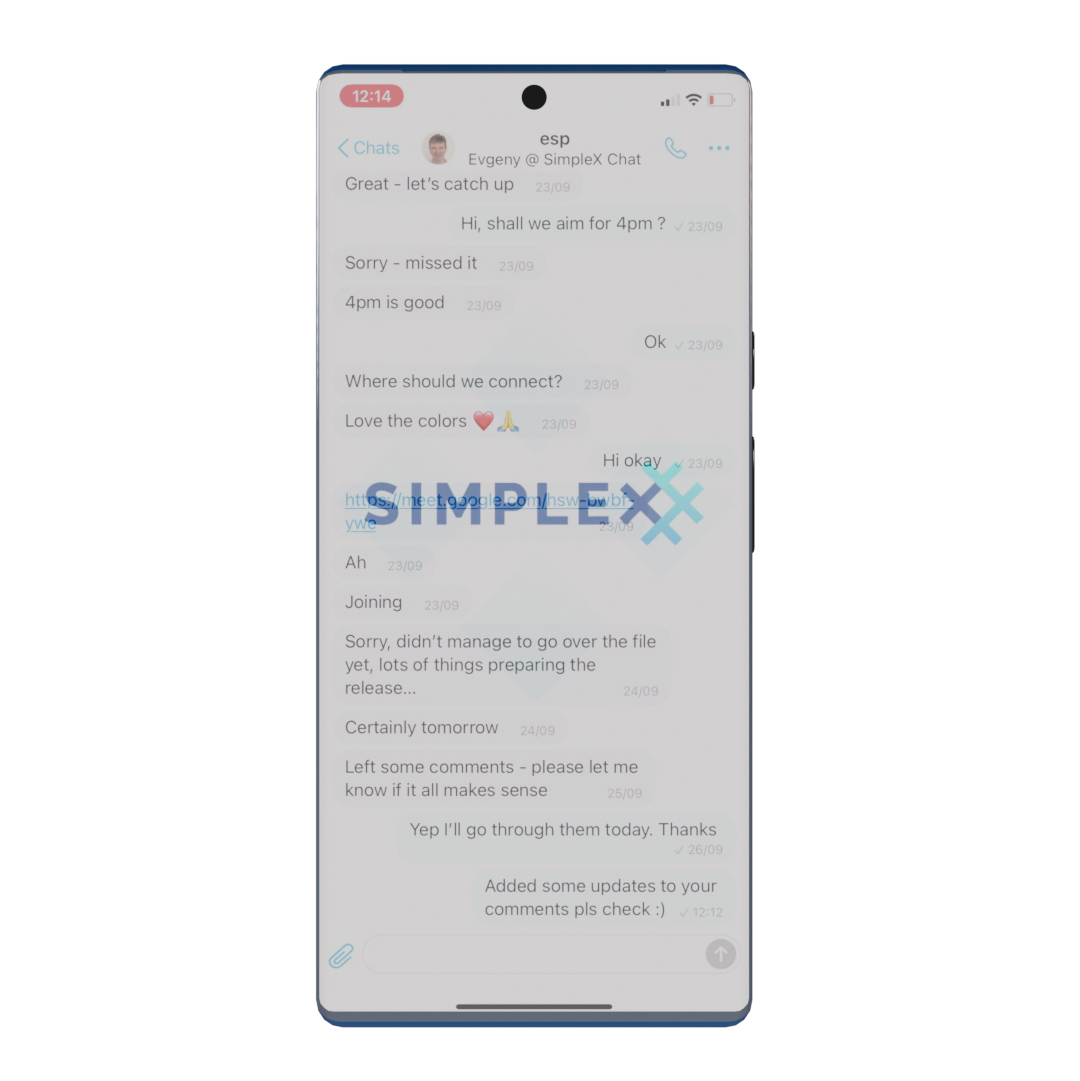 12:14
Chats
esp
Evgeny @ SimpleX Chat
Great - let's catch up 23/09
Hi, shall we aim for 4pm ? ✓ 23/09
Sorry - missed it 23/09
4pm is good 23/09
Ok ✓ 23/09
Where should we connect? 23/09
Love the colors ❤️🙏 23/09
Hi okay ✓ 23/09
https://meet.google.com/hsw-bwbf-
ywe 23/09
SIMPLEX
Ah 23/09
Joining 23/09
Sorry, didn't manage to go over the file
yet, lots of things preparing the
release... 24/09
Certainly tomorrow 24/09
Left some comments - please let me
know if it all makes sense 25/09
Yep I'll go through them today. Thanks
✓ 26/09
Added some updates to your
comments pls check :) ✓ 12:12